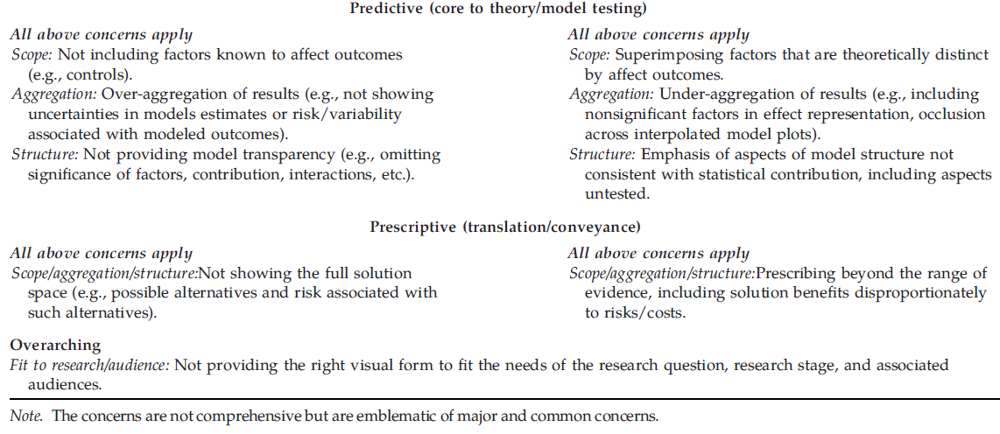 Predictive (core to theory/model testing)
All above concerns apply
Scope: Not including factors known to affect outcomes
(e.g., controls).
Aggregation: Over-aggregation of results (e.g., not showing
uncertainties in models estimates or risk/variability
associated with modeled outcomes).
Structure: Not providing model transparency (e.g., omitting
significance of factors, contribution, interactions, etc.).
All above concerns apply
Scope: Superimposing factors that are theoretically distinct
by affect outcomes.
Aggregation: Under-aggregation of results (e.g., including
nonsignificant factors in effect representation, occlusion
across interpolated model plots).
Structure: Emphasis of aspects of model structure not
consistent with statistical contribution, including aspects
untested.
Prescriptive (translation/conveyance)
All above concerns apply
Scope/aggregation/structure:Not showing the full solution
space (e.g., possible alternatives and risk associated with
such alternatives).
All above concerns apply
Scope/aggregation/structure:Prescribing beyond the range of
evidence, including solution benefits disproportionately
to risks/costs.
Overarching
Fit to research/audience: Not providing the right visual form to fit the needs of the research question, research stage, and associated
audiences.
Note. The concerns are not comprehensive but are emblematic of major and common concerns.